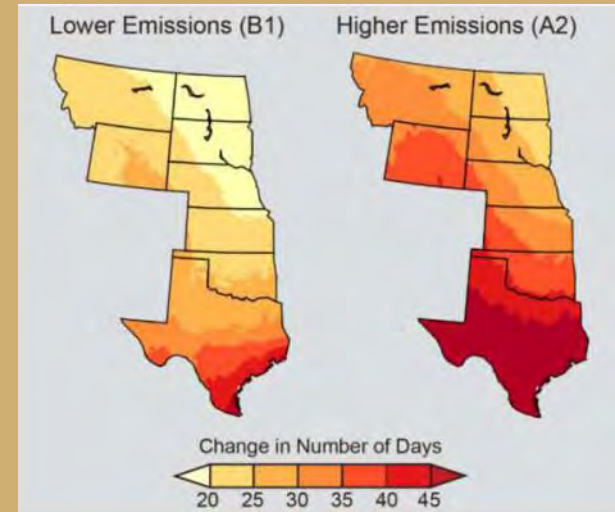 Lower Emissions (B1)
Higher Emissions (A2)
Change in Number of Days
20 25 30 35 40 45